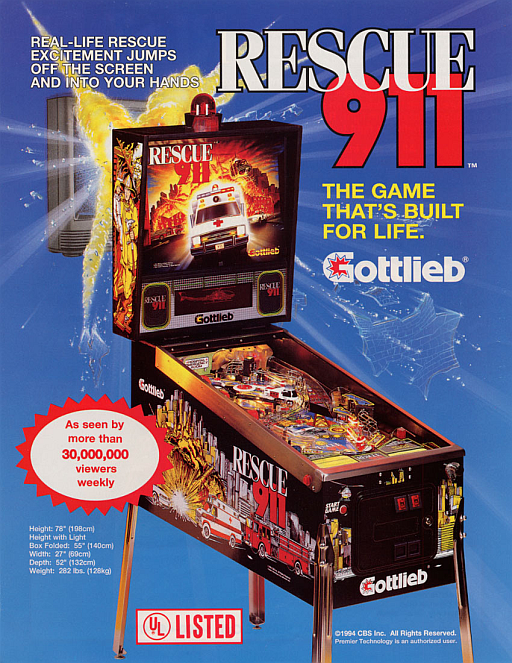 REAL-LIFE RESCUE
EXCITEMENT JUMPS
OFF THE SCREEN
AND INTO YOUR HANDS
RESCUE
911
TM
THE GAME
THAT'S BUILT
FOR LIFE.
Gottlieb®
RESCUE
911
Gottlieb
RESCUE
911
RESCUE
911
Gottlieb
Gottlieb
As seen by
more than
30,000,000
viewers
weekly
RESCUE
911
START
GAME
Gottlieb
Height: 78" (198cm)
Height with Light
Box Folded: 55" (140cm)
Width: 27" (69cm)
Depth: 52" (132cm)
Weight: 282 lbs. (128kg)
UL LISTED
©1994 CBS Inc. All Rights Reserved.
Premier Technology is an authorized user.